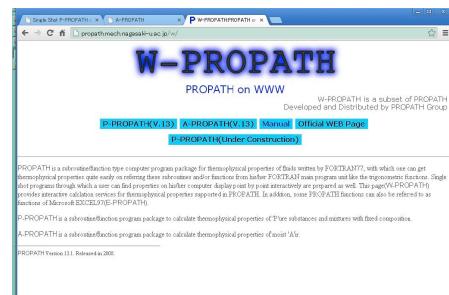 Single Shot P-PROPATH : ×
A-PROPATH ×
P W-PROPATH:PROPATH o ×
propath.mech.nagasaki-u.ac.jp/w/
W-PROPATH
PROPATH on WWW
W-PROPATH is a subset of PROPATH
Developed and Distributed by PROPATH Group
P-PROPATH(V.13) A-PROPATH(V.13) Manual Official WEB Page
P-PROPATH(Under Construction)
PROPATH is a subroutine/function type computer program package for thermophysical properties of fluids written by FORTRAN77, with which one can get
thermophysical properties quite easily on referring these subroutines and/or functions from his/her FORTRAN main program unit like the trigonometric functions. Single
shot programs through which a user can find properties on his/her computer display point by point interactively are prepared as well. This page(W-PROPATH)
provides interactive calclation services for thermophysical properties supported in PROPATH. In addition, some PROPATH functions can also be referred to as
functions of Microsoft EXCEL97(E-PROPATH).
P-PROPATH is a subroutine/function program package to calculate thermophysical properties of 'P'ure substances and mixtures with fixed composition.
A-PROPATH is a subroutine/function program package to calculate thermophysical properties of moist 'A'ir.
PROPATH Version 13.1. Released in 2008.